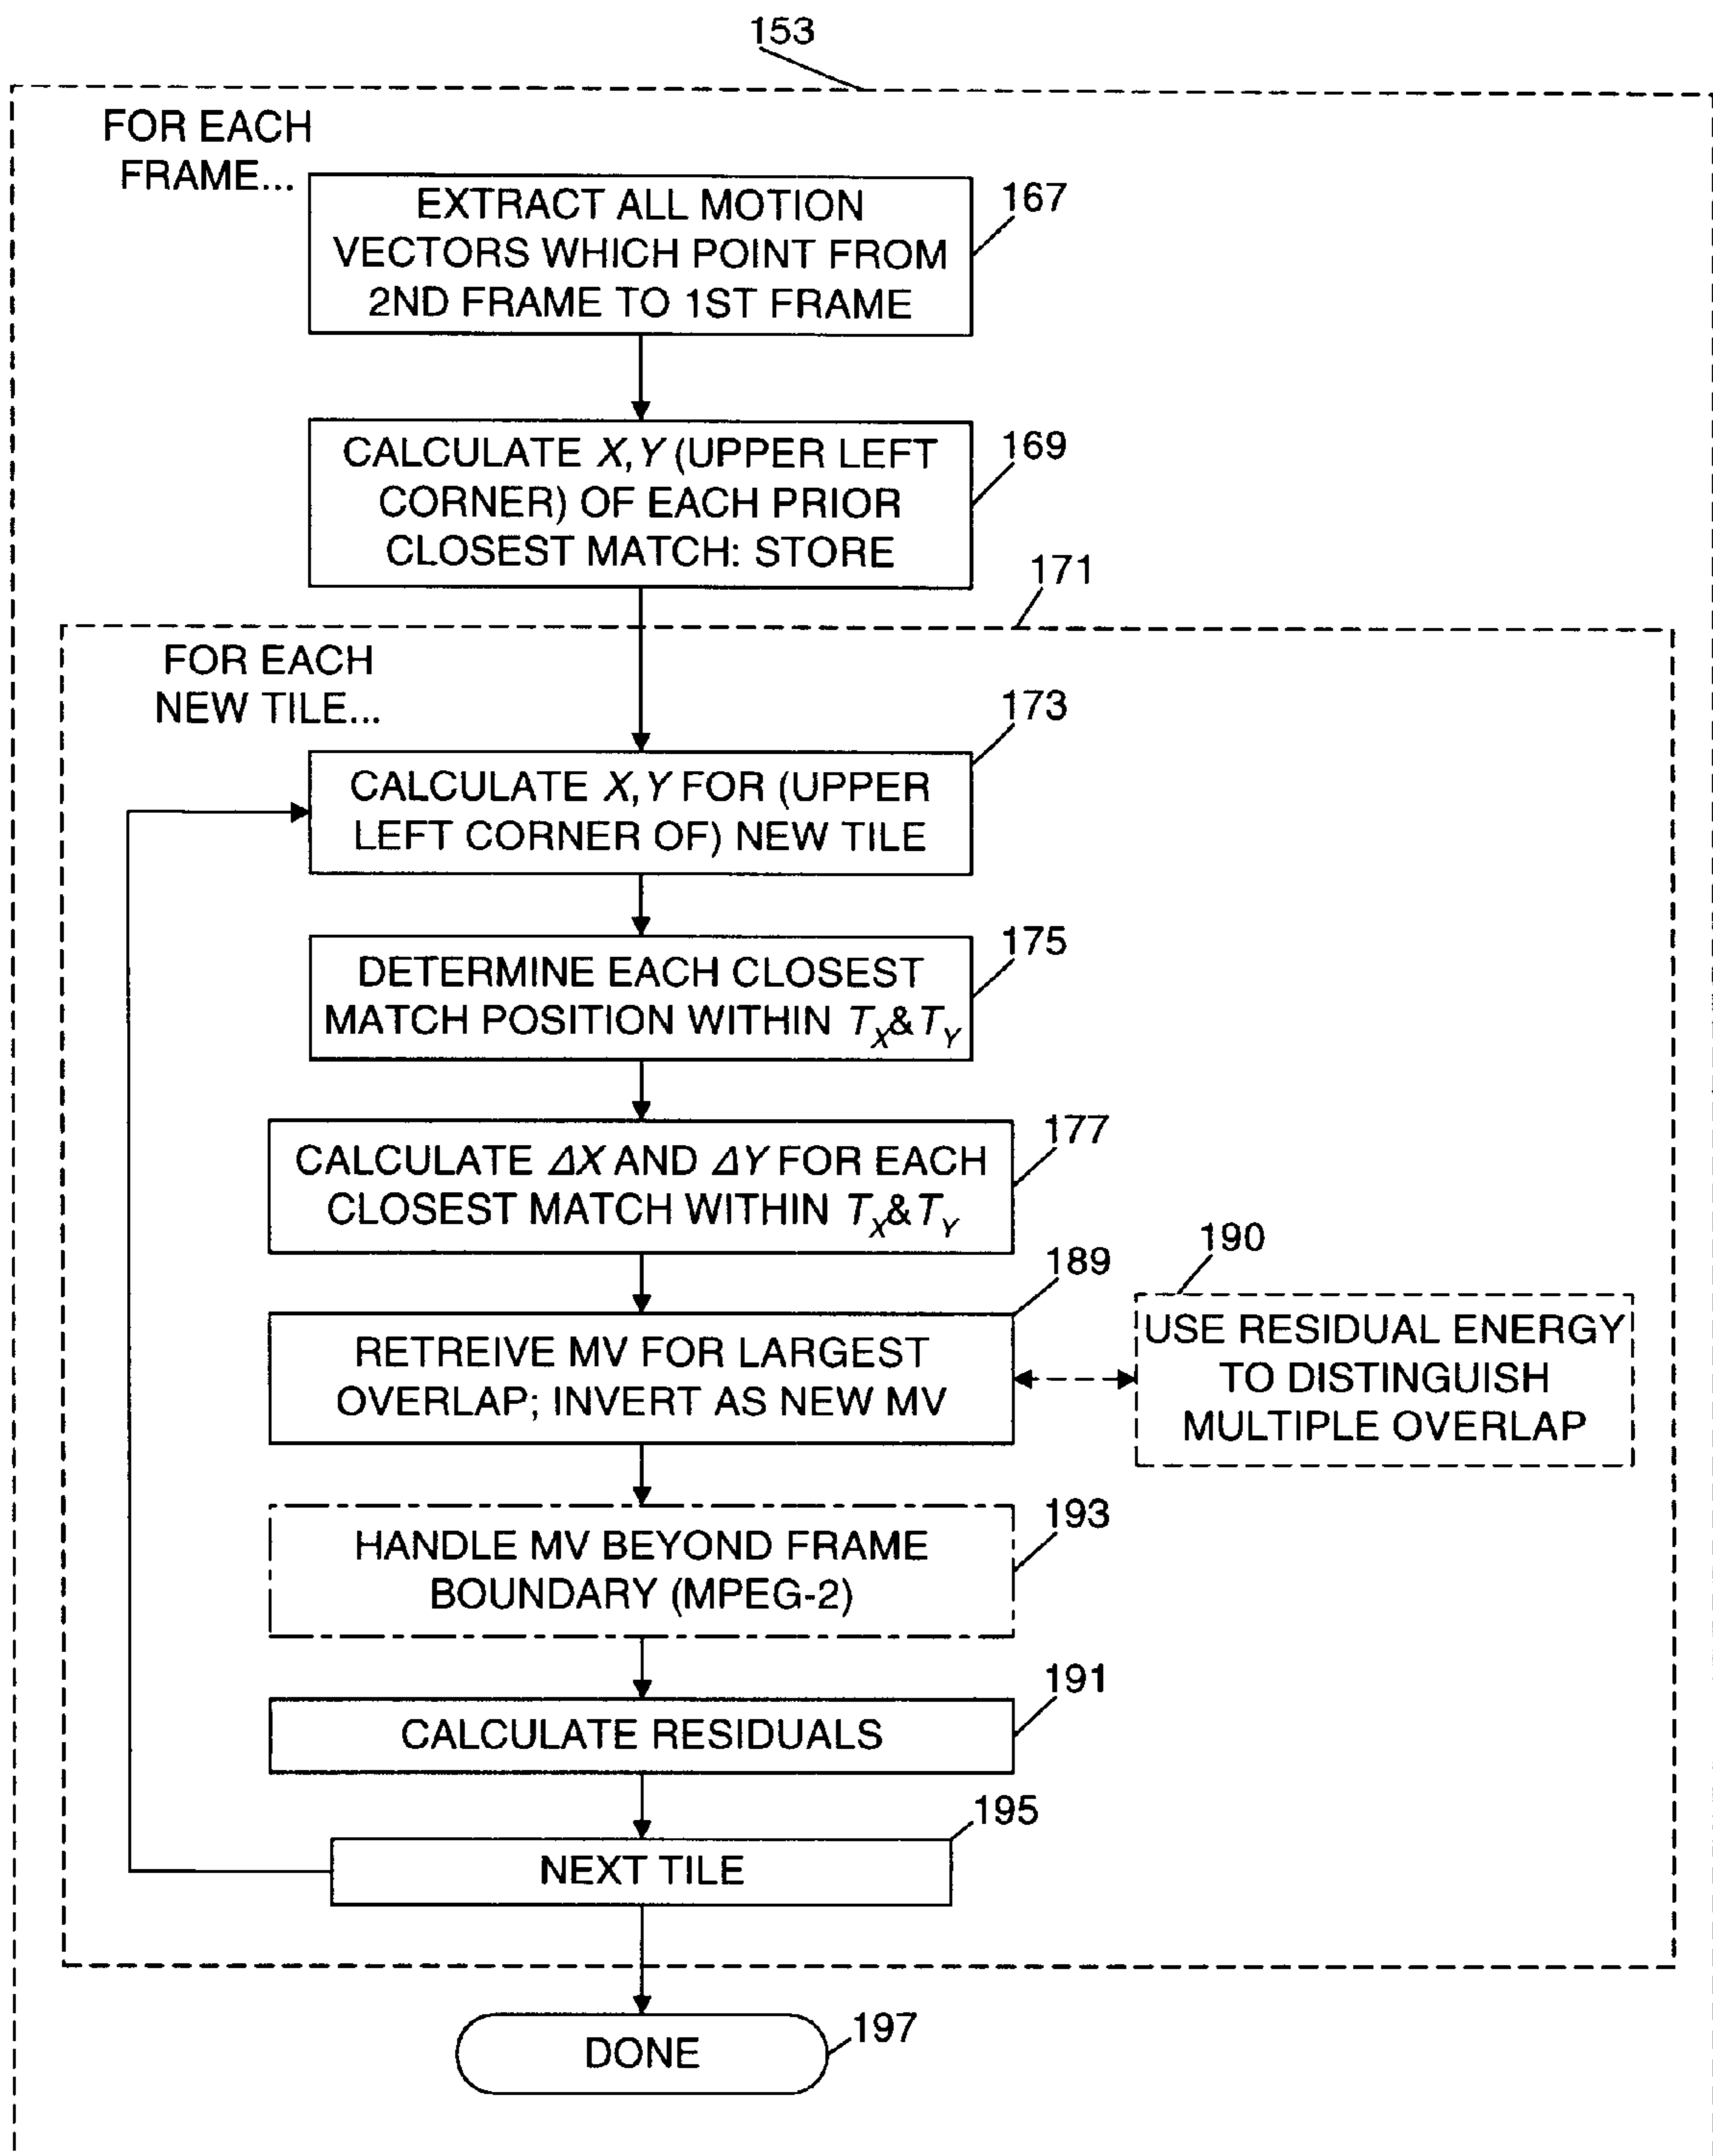 153
FOR EACH
FRAME...
EXTRACT ALL MOTION
VECTORS WHICH POINT FROM
2ND FRAME TO 1ST FRAME
167
CALCULATE X, Y (UPPER LEFT
CORNER) OF EACH PRIOR
CLOSEST MATCH: STORE
169
171
FOR EACH
NEW TILE...
173
CALCULATE X, Y FOR (UPPER
LEFT CORNER OF) NEW TILE
175
DETERMINE EACH CLOSEST
MATCH POSITION WITHIN TX & TY
177
CALCULATE ΔX AND ΔY FOR EACH
CLOSEST MATCH WITHIN TX & TY
189
RETREIVE MV FOR LARGEST
OVERLAP; INVERT AS NEW MV
190
USE RESIDUAL ENERGY
TO DISTINGUISH
MULTIPLE OVERLAP
193
HANDLE MV BEYOND FRAME
BOUNDARY (MPEG-2)
191
CALCULATE RESIDUALS
195
NEXT TILE
DONE
197